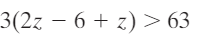 3(2z − 6 + z) > 63